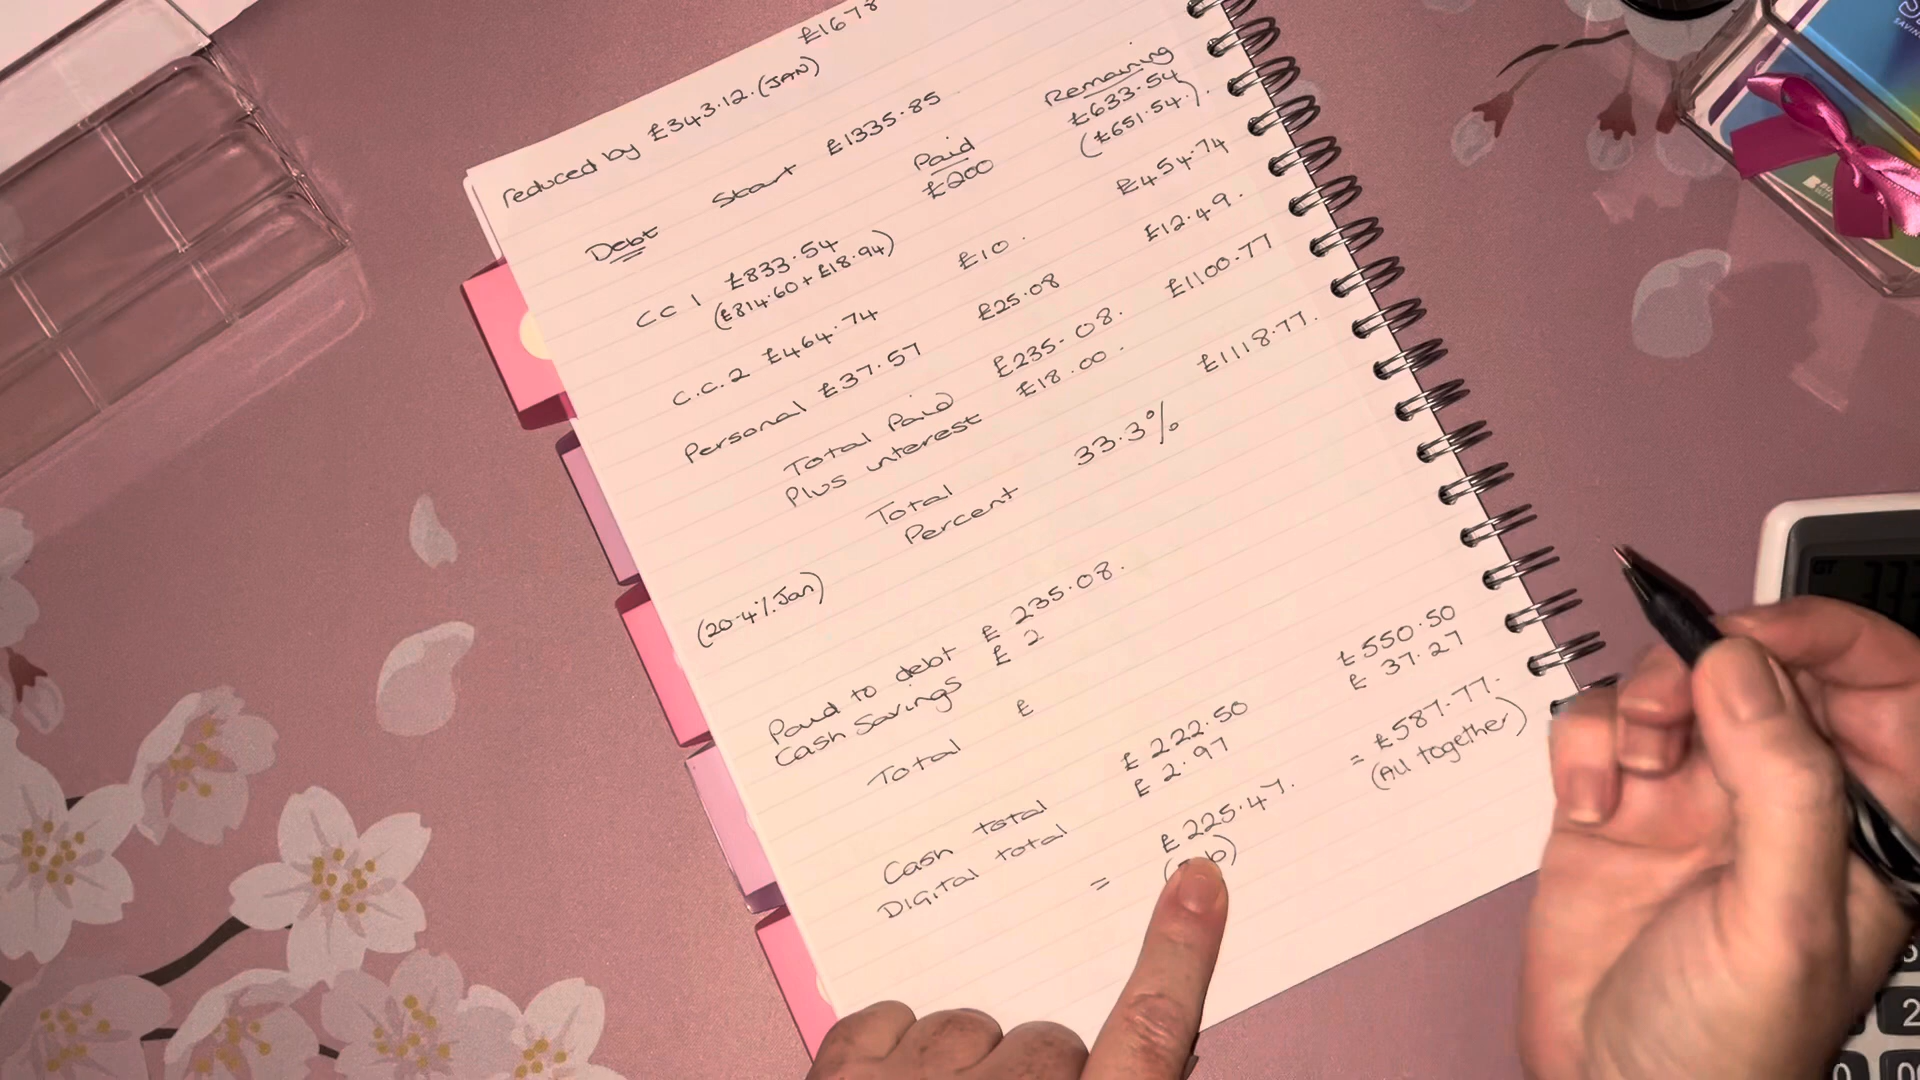 £1678
reduced by £343.12.(JAN)
Start £1335.85
Debt Paid Remaining
CC 1 £833.54 £200 £633.54
(£814.60 + £18.94) (£651.54).
C.C.2 £464.74 £10. £454.74
Personal £37.57 £25.08 £12.49.
Total Paid £235.08. £1100.77
Plus interest £18.00.
Total £1118.77.
Percent 33.3%
(20.4% Jan)
Paid to debt £235.08.
Cash Savings £2
Total £
Cash total £222.50 £550.50
Digital total £2.97 £37.27
= £225.47. = £587.77.
(All together)
GT
2
0